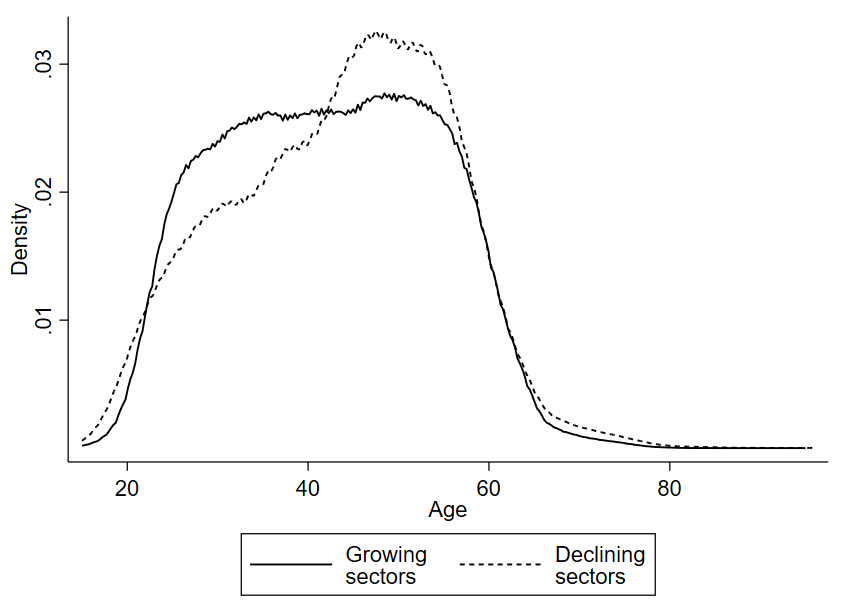 .03
.02
.01
Density
20
40
60
80
Age
Growing
sectors
Declining
sectors